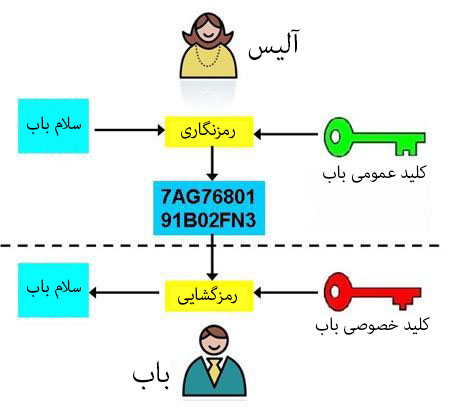 آلیس
سلام باب
رمزنگاری
کلید عمومی باب
7AG76801
91B02FN3
سلام باب
رمزگشایی
کلید خصوصی باب
باب